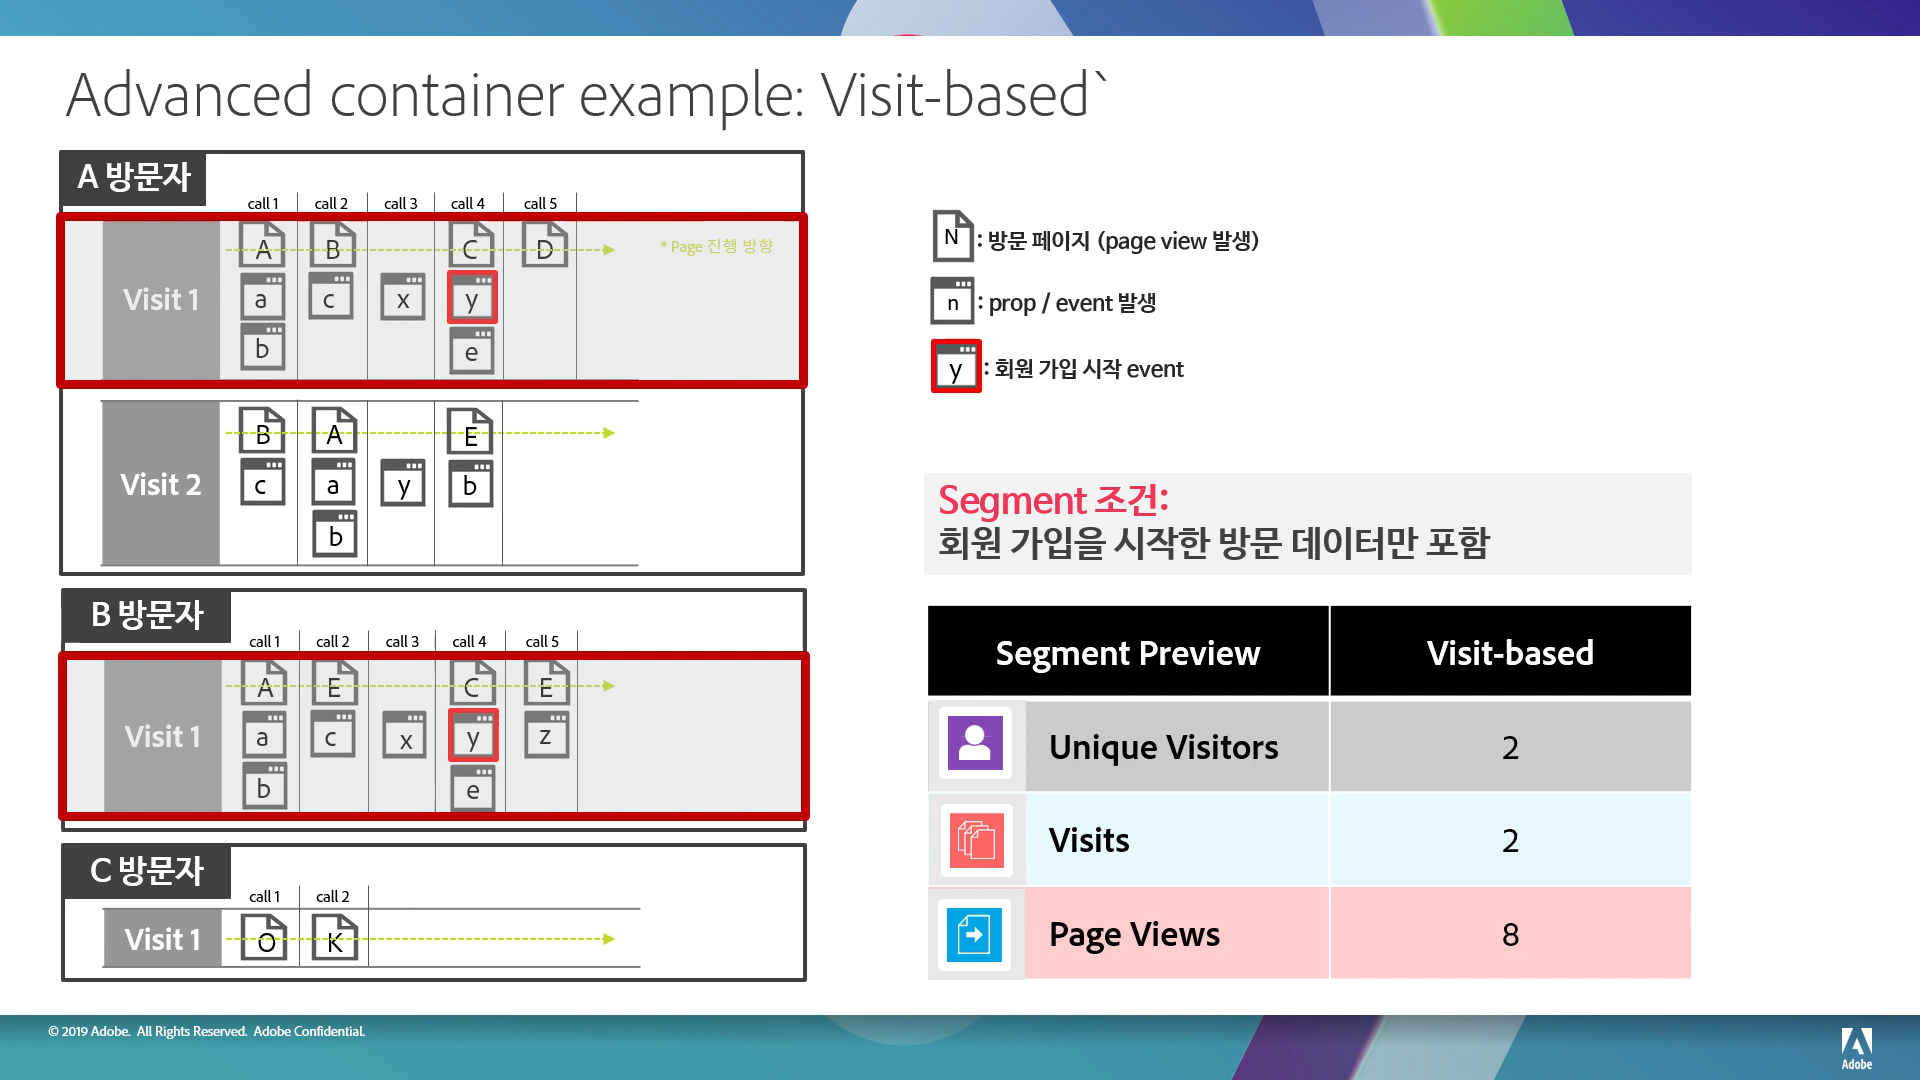 Advanced container example: Visit-based`
A 방문자
call 1 call 2 call 3 call 4 call 5
A B C D * Page 진행 방향
Visit 1 a c x y
b e
B A E
Visit 2 c a y b
b
B 방문자
call 1 call 2 call 3 call 4 call 5
A E C E
Visit 1 a c x y z
b e
C 방문자
call 1 call 2
Visit 1 O K
N : 방문 페이지 (page view 발생)
n : prop / event 발생
y : 회원 가입 시작 event
Segment 조건:
회원 가입을 시작한 방문 데이터만 포함
Segment Preview Visit-based
Unique Visitors 2
Visits 2
Page Views 8
© 2019 Adobe. All Rights Reserved. Adobe Confidential.
Adobe